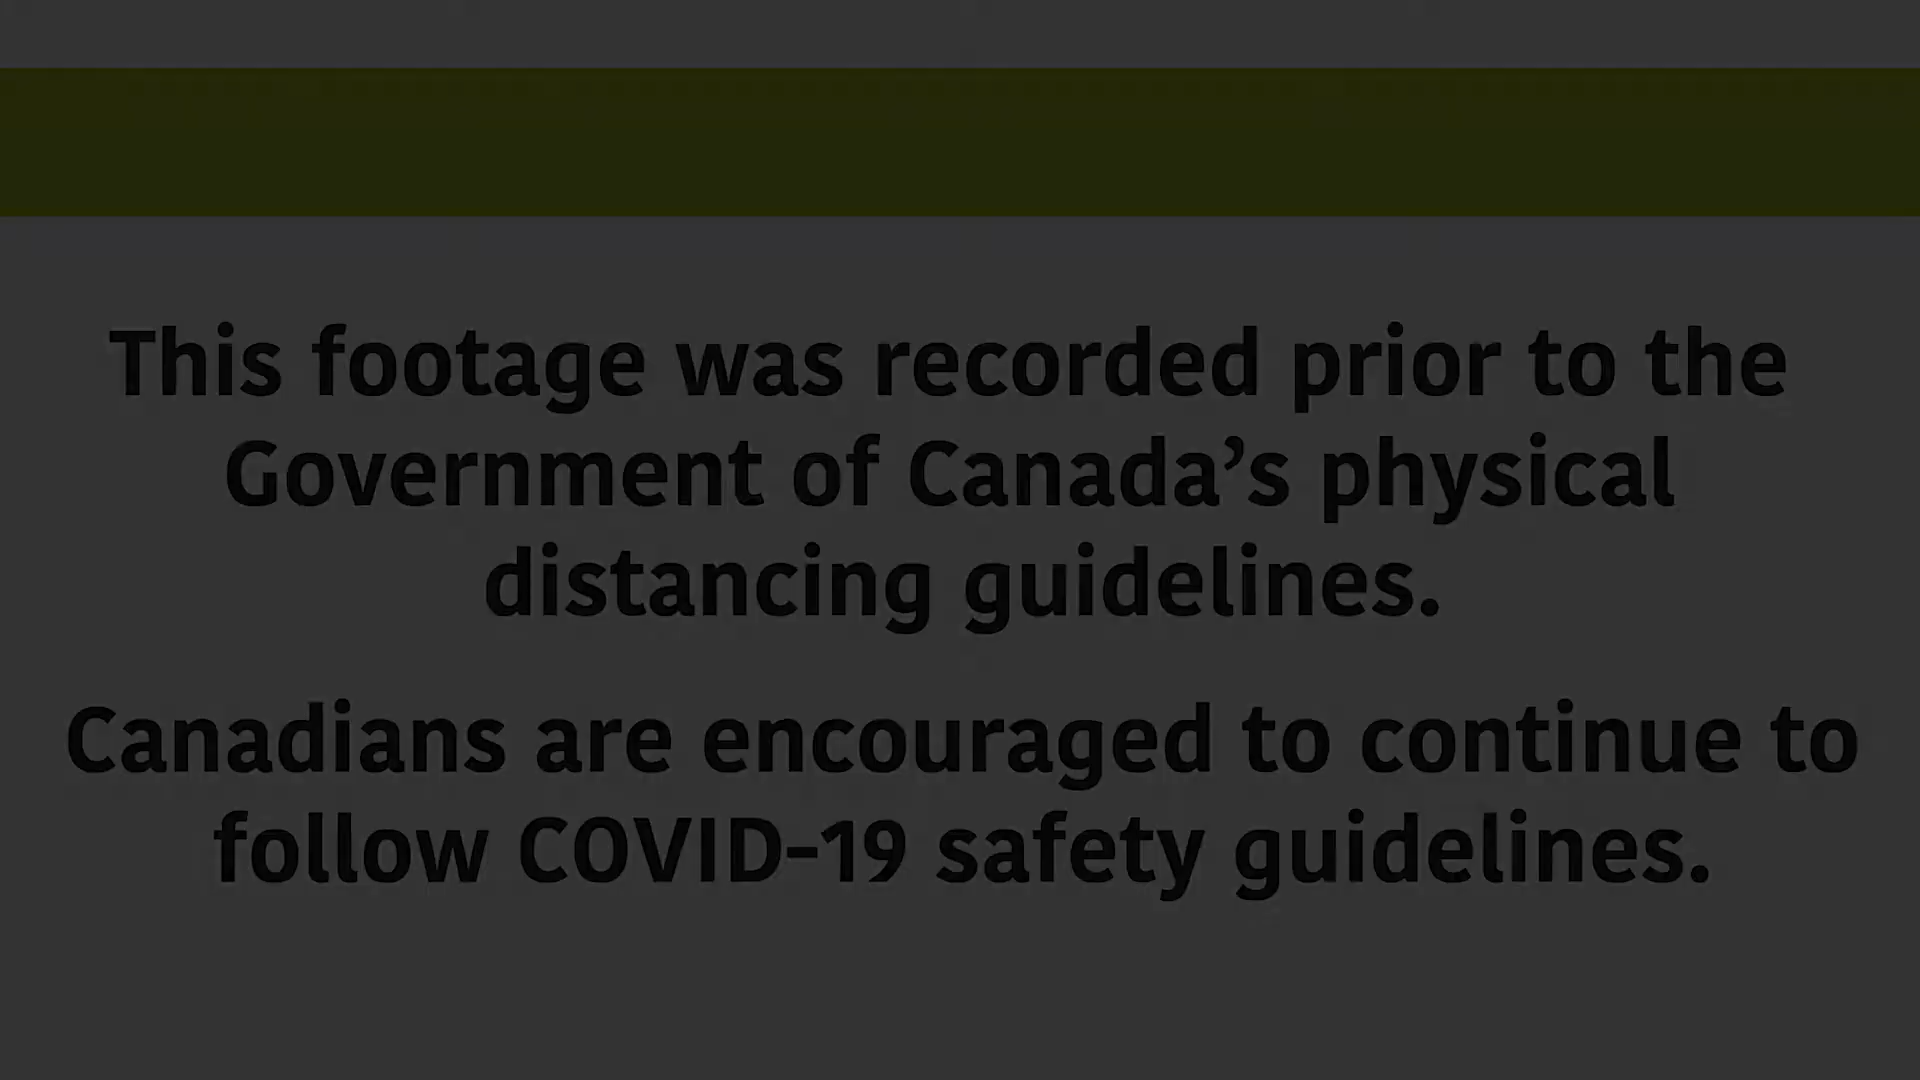 This footage was recorded prior to the
Government of Canada’s physical
distancing guidelines.
Canadians are encouraged to continue to
follow COVID-19 safety guidelines.